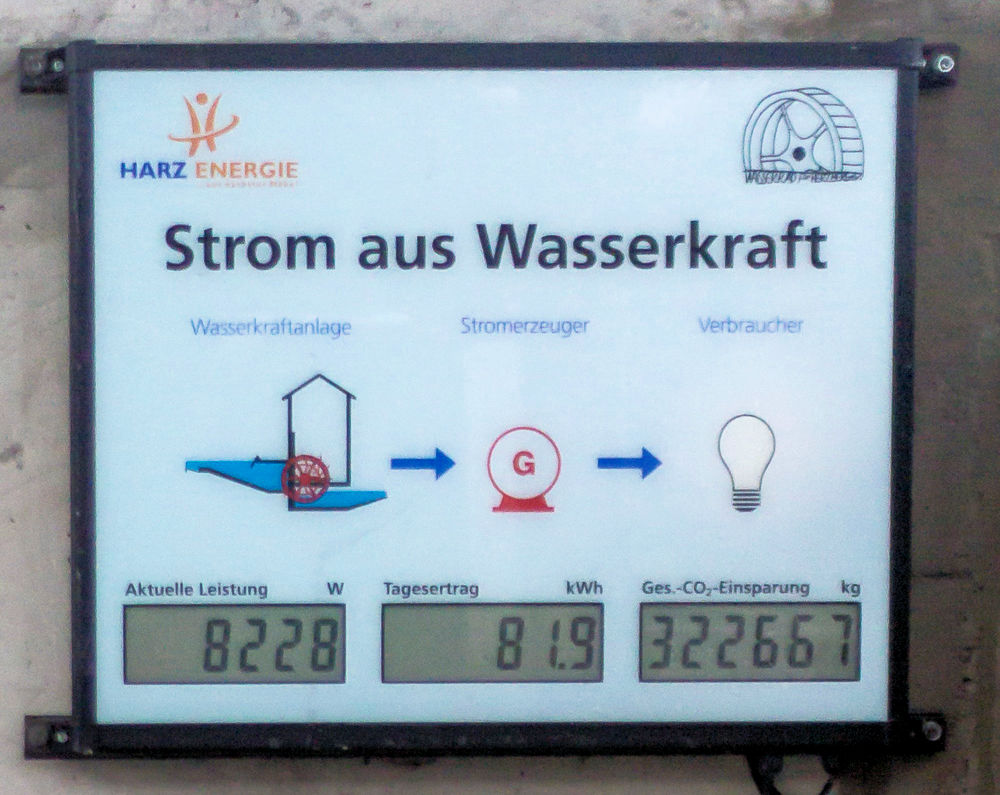 HARZ ENERGIE
Strom aus Wasserkraft
Wasserkraftanlage Stromerzeuger Verbraucher
G
Aktuelle Leistung W Tagesertrag kWh Ges.-CO₂-Einsparung kg
8228 81.9 322667